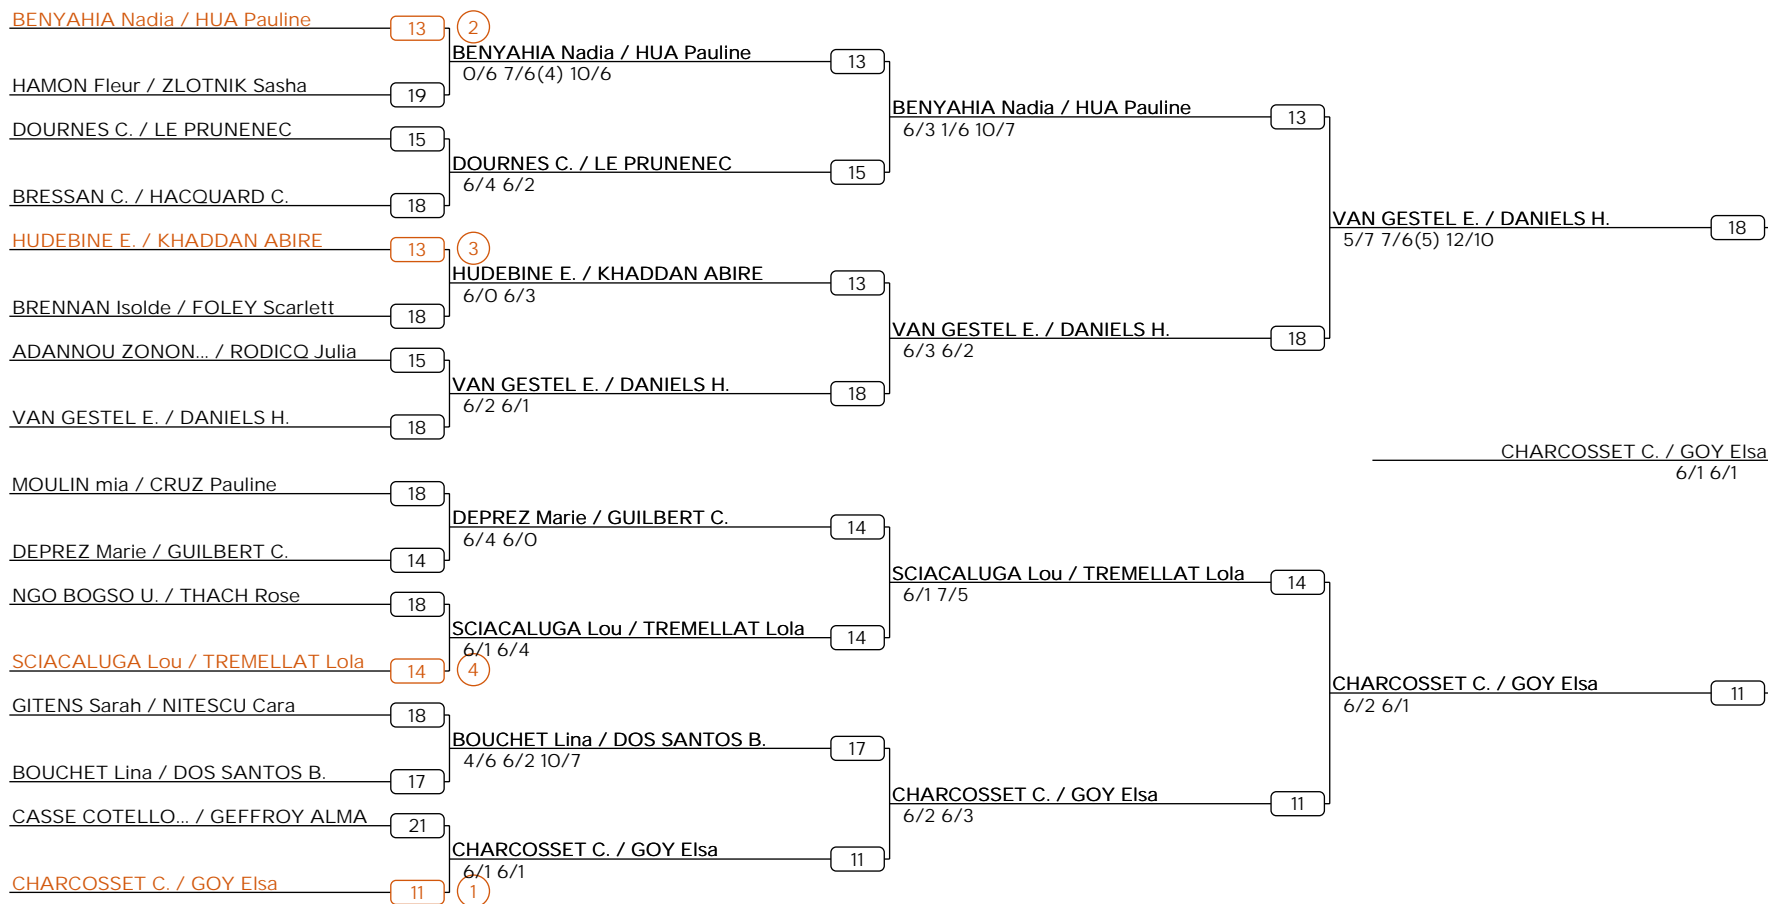 BENYAHIA Nadia / HUA Pauline
13
2
HAMON Fleur / ZLOTNIK Sasha
19
DOURNES C. / LE PRUNENEC
15
BRESSAN C. / HACQUARD C.
18
HUDEBINE E. / KHADDAN ABIRE
13
3
BRENNAN Isolde / FOLEY Scarlett
18
ADANNOU ZONON... / RODICQ Julia
15
VAN GESTEL E. / DANIELS H.
18
MOULIN mia / CRUZ Pauline
18
DEPREZ Marie / GUILBERT C.
14
NGO BOGSO U. / THACH Rose
18
SCIACALUGA Lou / TREMELLAT Lola
14
4
GITENS Sarah / NITESCU Cara
18
BOUCHET Lina / DOS SANTOS B.
17
CASSE COTELLO... / GEFFROY ALMA
21
CHARCOSSET C. / GOY Elsa
11
1
BENYAHIA Nadia / HUA Pauline
13
0/6 7/6(4) 10/6
DOURNES C. / LE PRUNENEC
15
6/4 6/2
HUDEBINE E. / KHADDAN ABIRE
13
6/0 6/3
VAN GESTEL E. / DANIELS H.
18
6/2 6/1
DEPREZ Marie / GUILBERT C.
14
6/4 6/0
SCIACALUGA Lou / TREMELLAT Lola
14
6/1 6/4
BOUCHET Lina / DOS SANTOS B.
17
4/6 6/2 10/7
CHARCOSSET C. / GOY Elsa
11
6/1 6/1
BENYAHIA Nadia / HUA Pauline
13
6/3 1/6 10/7
VAN GESTEL E. / DANIELS H.
18
6/3 6/2
SCIACALUGA Lou / TREMELLAT Lola
14
6/1 7/5
CHARCOSSET C. / GOY Elsa
11
6/2 6/3
VAN GESTEL E. / DANIELS H.
18
5/7 7/6(5) 12/10
CHARCOSSET C. / GOY Elsa
11
6/2 6/1
CHARCOSSET C. / GOY Elsa
6/1 6/1